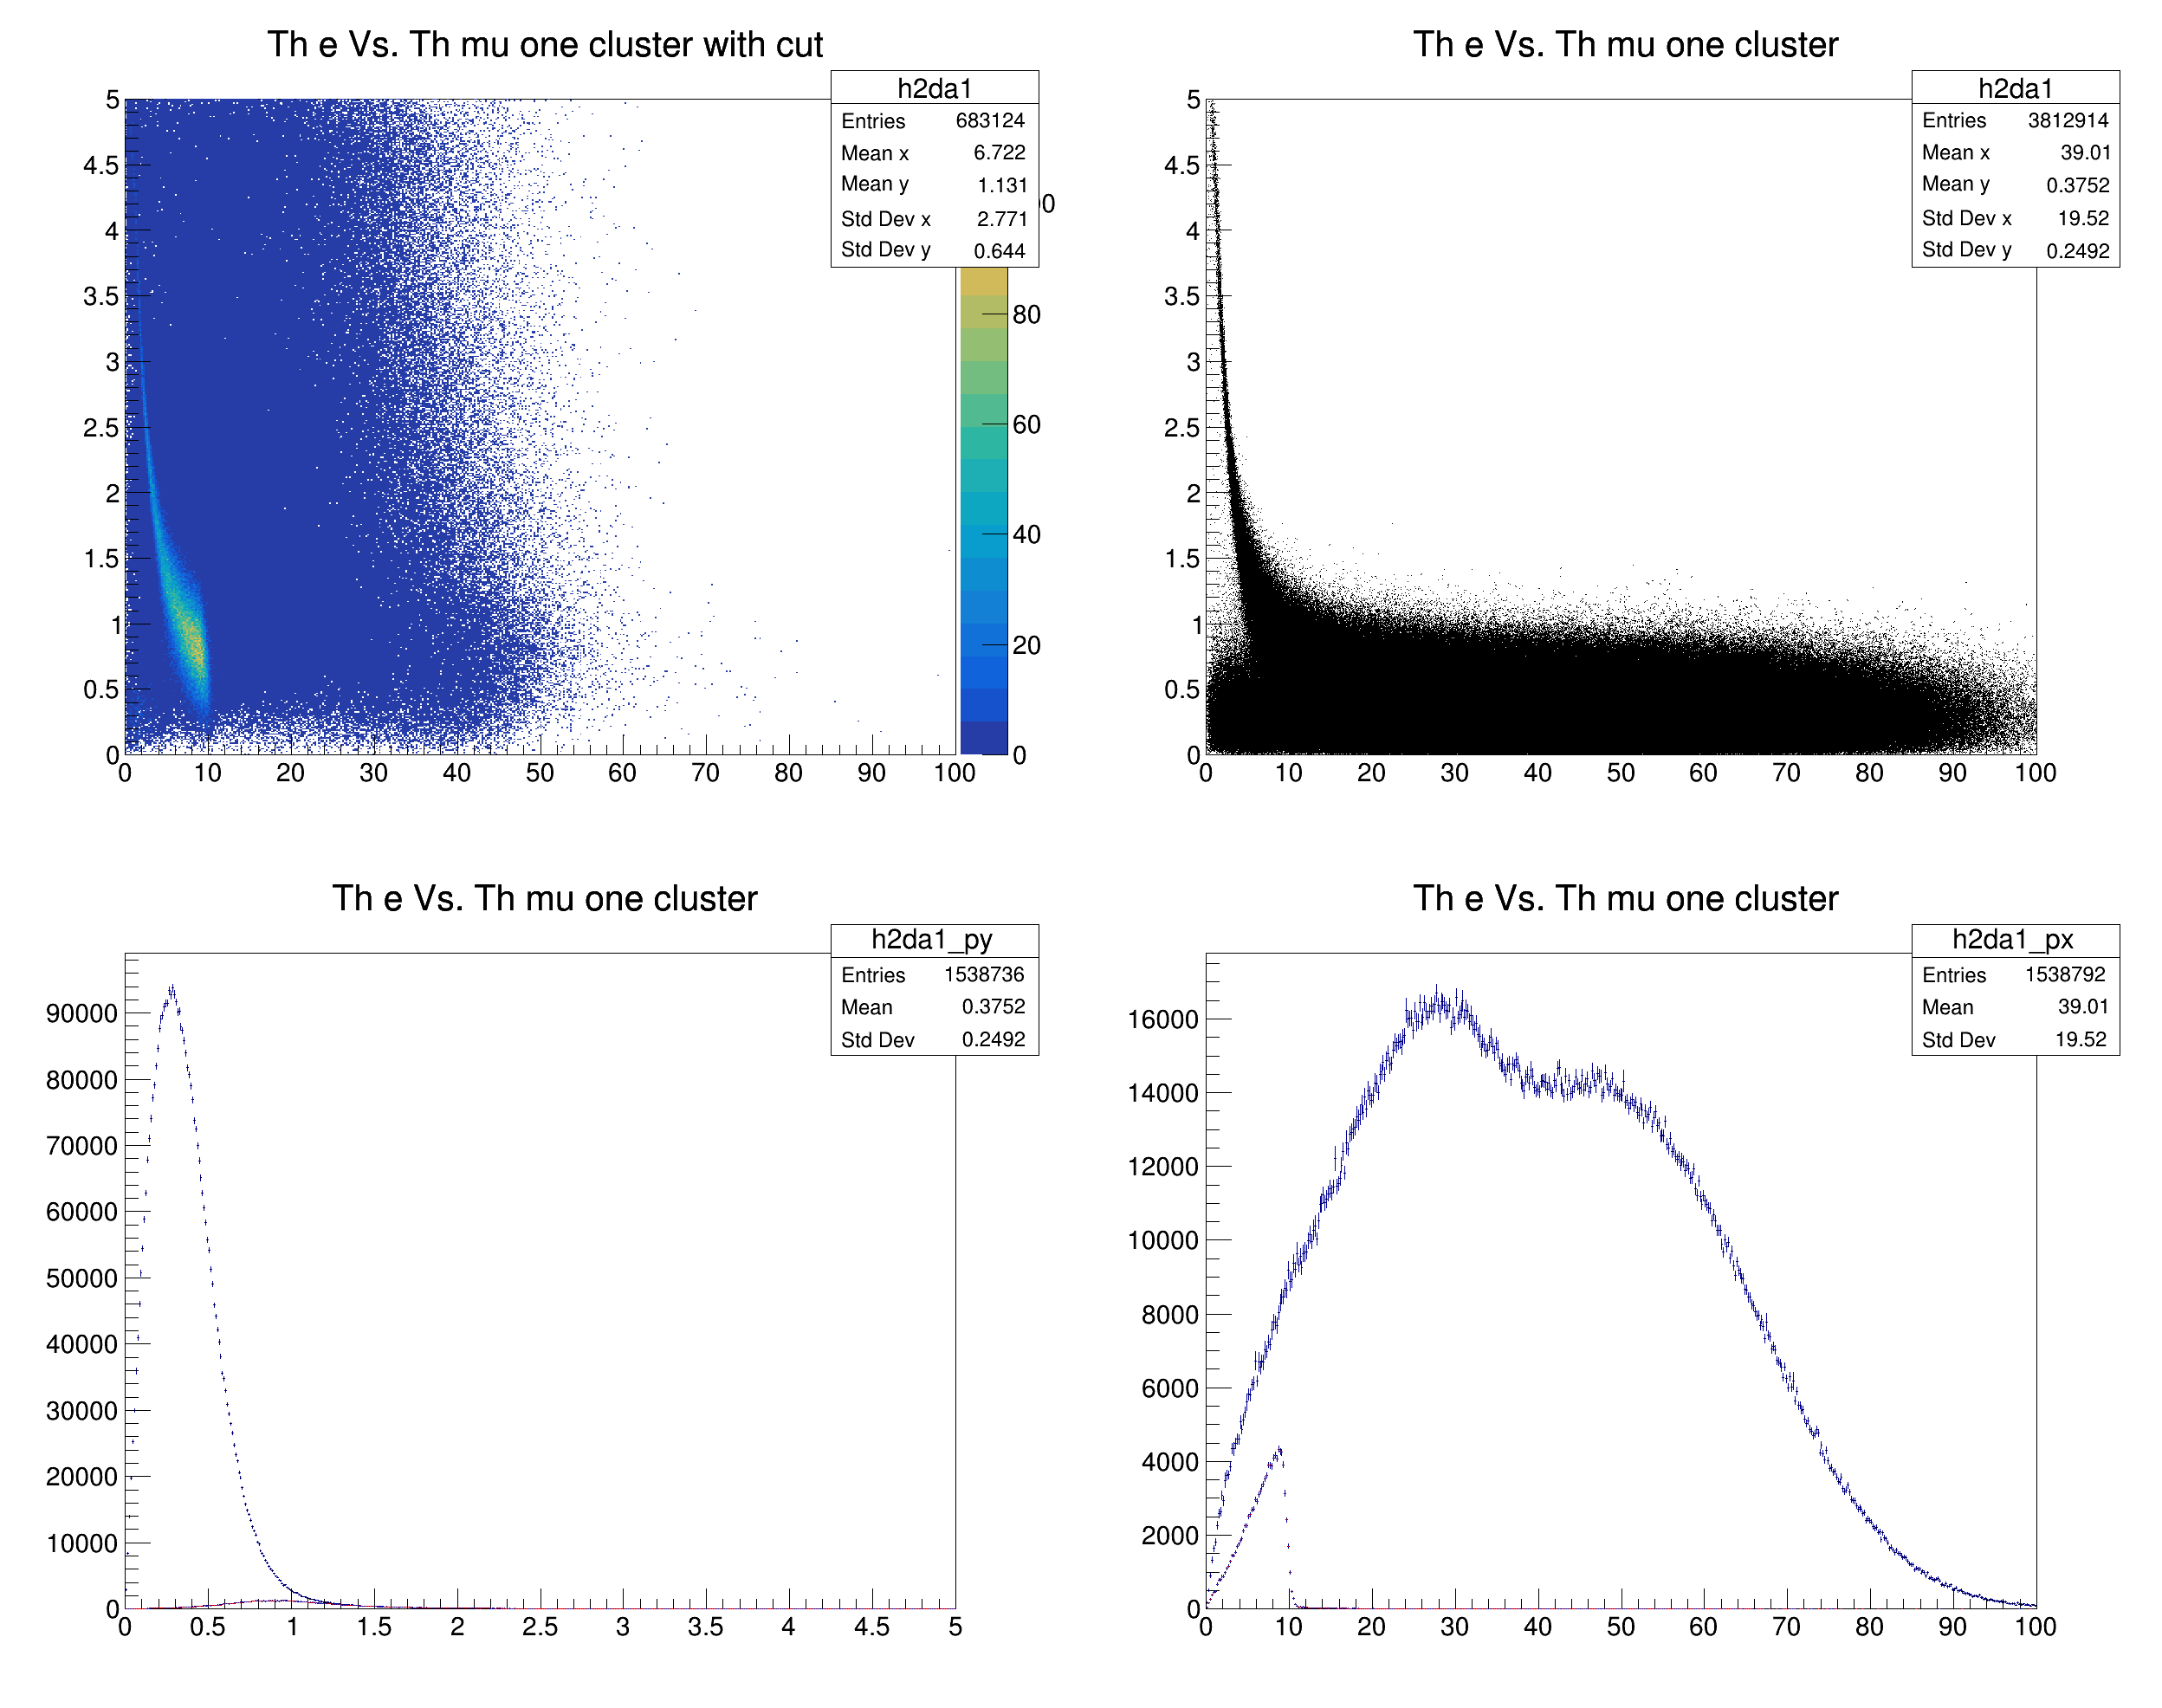 Th e Vs. Th mu one cluster with cut
h2da1
Entries 683124
Mean x 6.722
Mean y 1.131
Std Dev x 2.771
Std Dev y 0.644
5
4.5
4
3.5
3
2.5
2
1.5
1
0.5
0
0 10 20 30 40 50 60 70 80 90 100
80
60
40
20
0
Th e Vs. Th mu one cluster
h2da1
Entries 3812914
Mean x 39.01
Mean y 0.3752
Std Dev x 19.52
Std Dev y 0.2492
5
4.5
4
3.5
3
2.5
2
1.5
1
0.5
0
0 10 20 30 40 50 60 70 80 90 100
Th e Vs. Th mu one cluster
h2da1_py
Entries 1538736
Mean 0.3752
Std Dev 0.2492
90000
80000
70000
60000
50000
40000
30000
20000
10000
0
0 0.5 1 1.5 2 2.5 3 3.5 4 4.5 5
Th e Vs. Th mu one cluster
h2da1_px
Entries 1538792
Mean 39.01
Std Dev 19.52
16000
14000
12000
10000
8000
6000
4000
2000
0
0 10 20 30 40 50 60 70 80 90 100